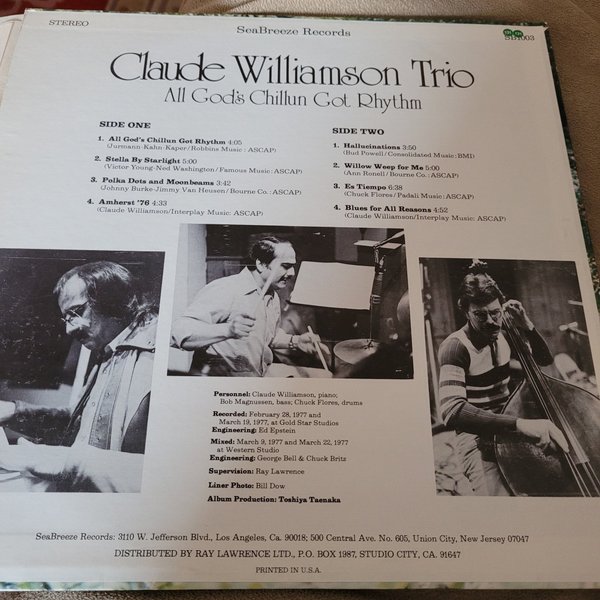 STEREO
SeaBreeze Records
SB1003
Claude Williamson Trio
All God's Chillun Got Rhythm
SIDE ONE
1. All God's Chillun Got Rhythm 4:05
(Jurmann-Kahn-Kaper/Robbins Music: ASCAP)
2. Stella By Starlight 5:00
(Victor Young-Ned Washington/Famous Music: ASCAP)
3. Polka Dots and Moonbeams 3:42
(Johnny Burke-Jimmy Van Heusen/Bourne Co.: ASCAP)
4. Amherst '76 4:33
(Claude Williamson/Interplay Music: ASCAP)
SIDE TWO
1. Hallucinations 3:50
(Bud Powell/Consolidated Music: BMI)
2. Willow Weep for Me 5:00
(Ann Ronell/Bourne Co.: ASCAP)
3. Es Tiempo 6:38
(Chuck Flores/Padali Music: ASCAP)
4. Blues for All Reasons 4:52
(Claude Williamson/Interplay Music: ASCAP)
Personnel: Claude Williamson, piano;
Bob Magnussen, bass; Chuck Flores, drums
Recorded: February 28, 1977 and
March 19, 1977, at Gold Star Studios
Engineering: Ed Epstein
Mixed: March 9, 1977 and March 22, 1977
at Western Studio
Engineering: George Bell & Chuck Britz
Supervision: Ray Lawrence
Liner Photo: Bill Dow
Album Production: Toshiya Taenaka
SeaBreeze Records: 3110 W. Jefferson Blvd., Los Angeles, CA. 90018; 500 Central Ave. No. 605, Union City, New Jersey 07047
DISTRIBUTED BY RAY LAWRENCE LTD., P.O. BOX 1987, STUDIO CITY, CA. 91647
PRINTED IN U.S.A.